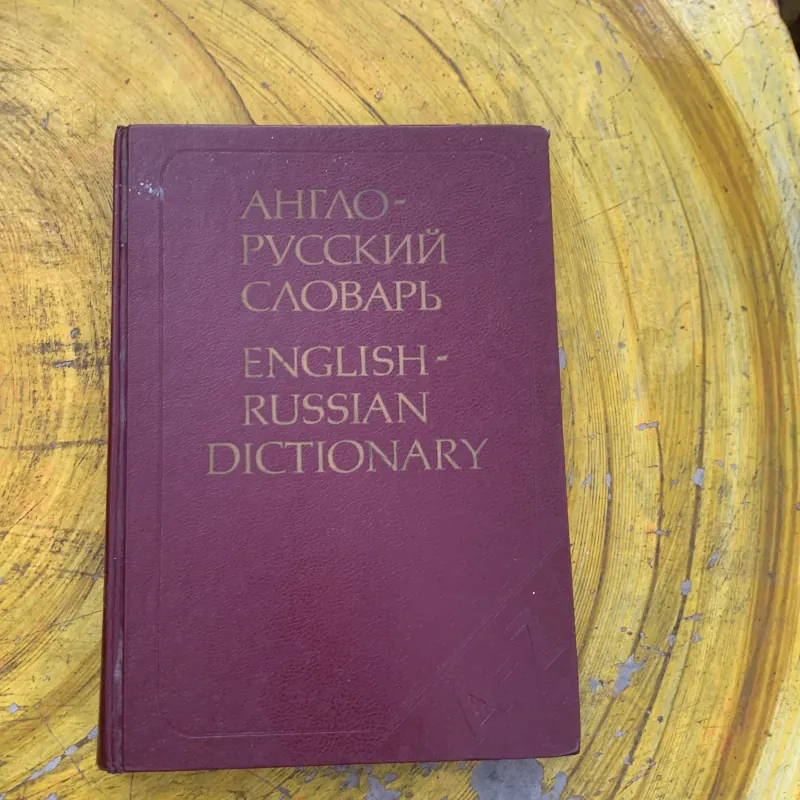 АНГЛО-
РУССКИЙ
СЛОВАРЬ
ENGLISH-
RUSSIAN
DICTIONARY
A-Z